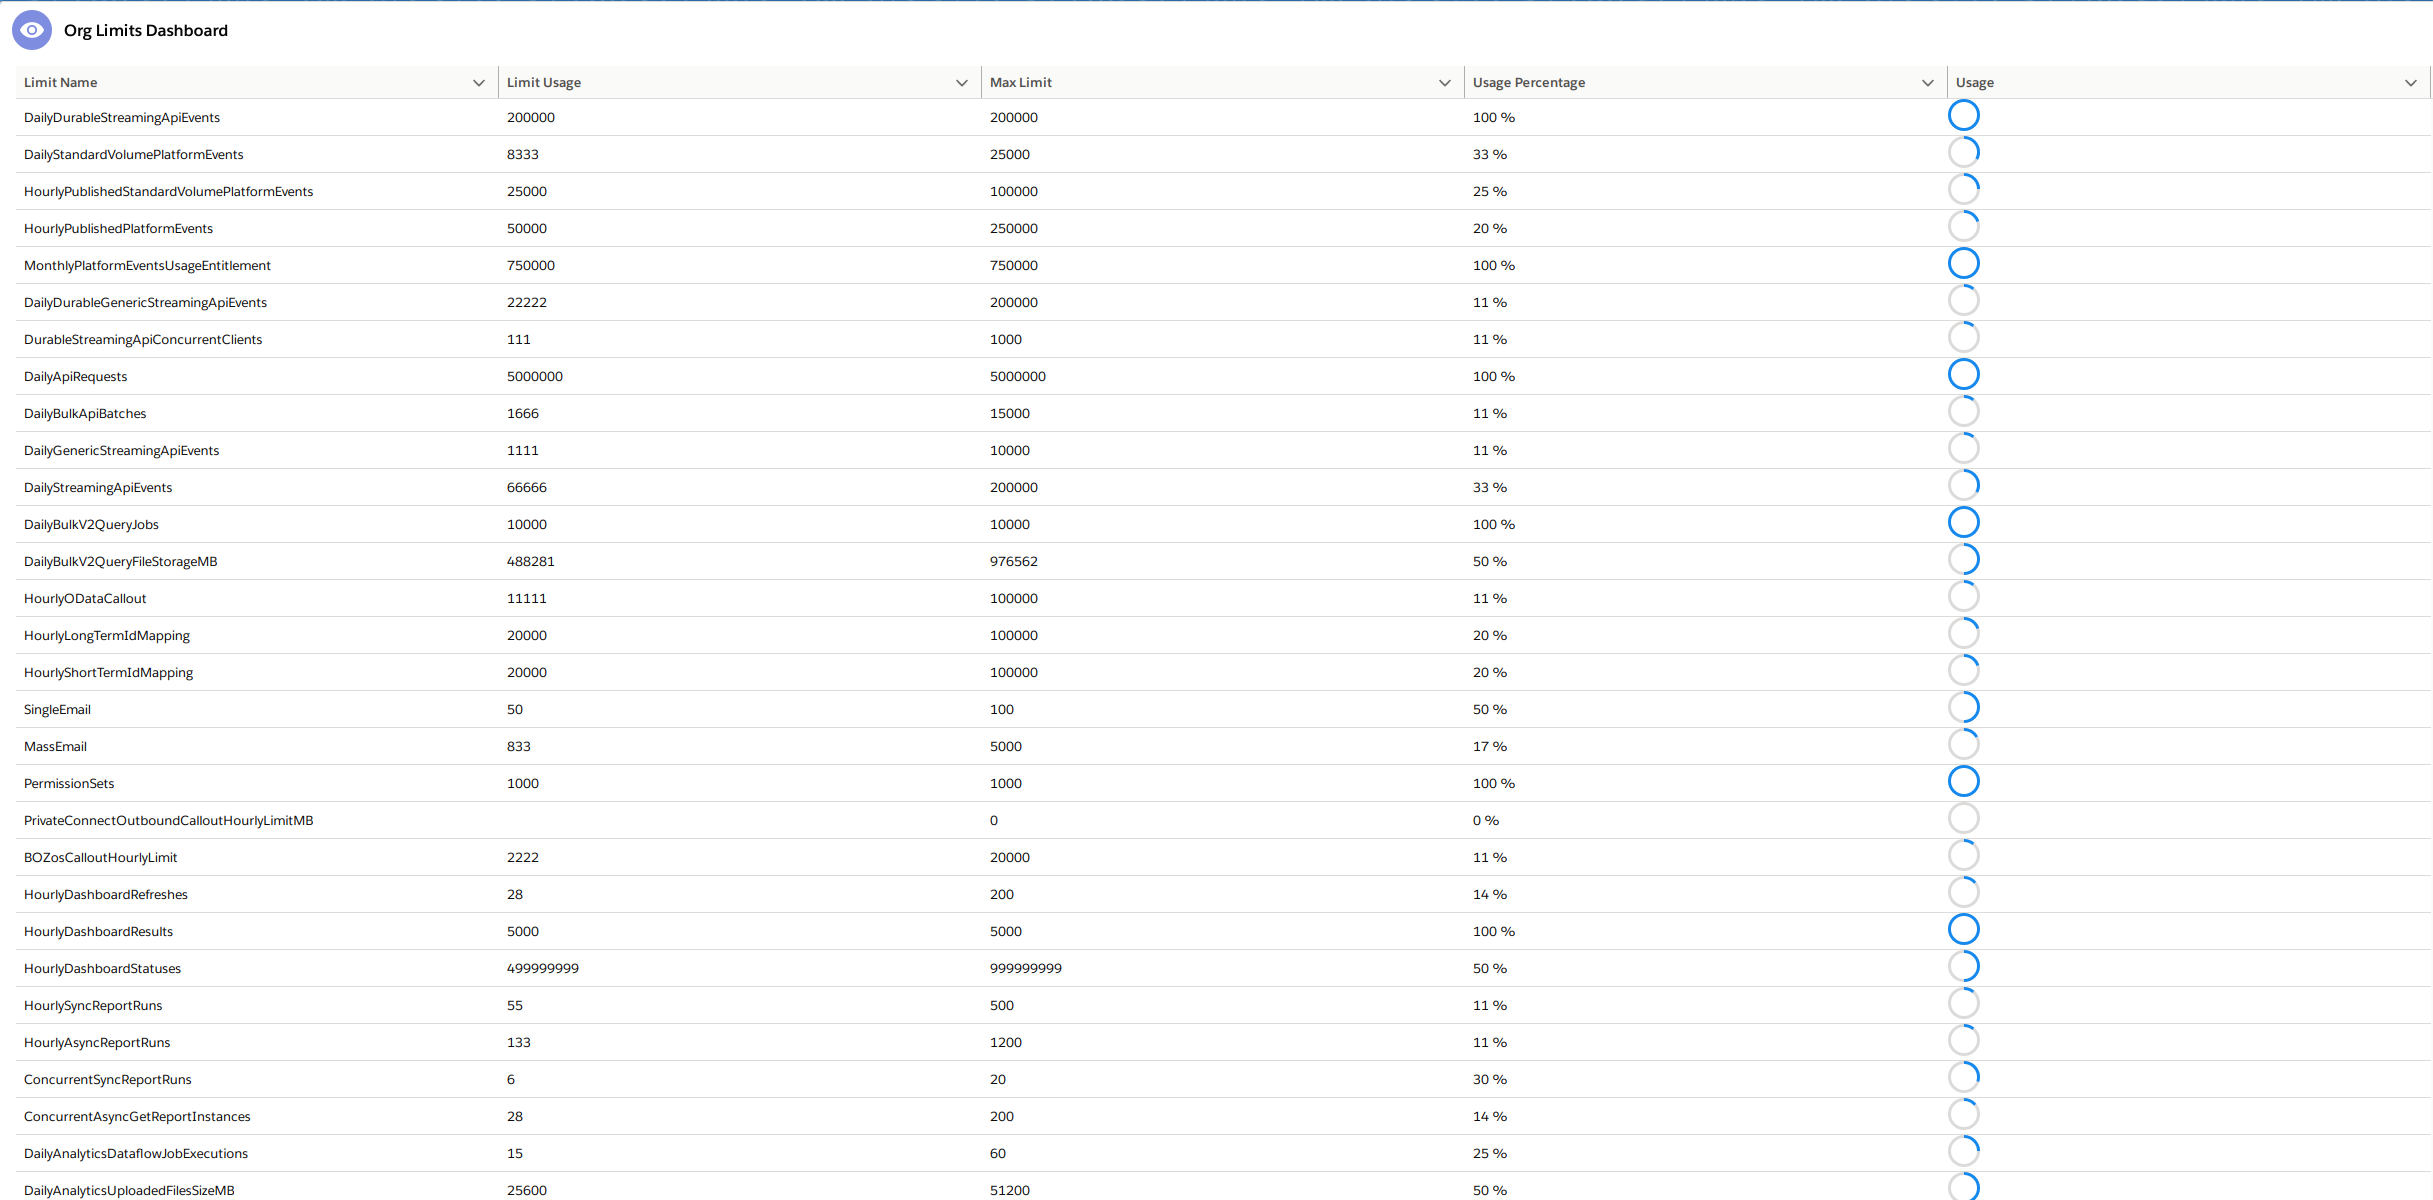 Org Limits Dashboard
Limit Name Limit Usage Max Limit Usage Percentage Usage
DailyDurableStreamingApiEvents 200000 200000 100 %
DailyStandardVolumePlatformEvents 8333 25000 33 %
HourlyPublishedStandardVolumePlatformEvents 25000 100000 25 %
HourlyPublishedPlatformEvents 50000 250000 20 %
MonthlyPlatformEventsUsageEntitlement 750000 750000 100 %
DailyDurableGenericStreamingApiEvents 22222 200000 11 %
DurableStreamingApiConcurrentClients 111 1000 11 %
DailyApiRequests 5000000 5000000 100 %
DailyBulkApiBatches 1666 15000 11 %
DailyGenericStreamingApiEvents 1111 10000 11 %
DailyStreamingApiEvents 66666 200000 33 %
DailyBulkV2QueryJobs 10000 10000 100 %
DailyBulkV2QueryFileStorageMB 488281 976562 50 %
HourlyODataCallout 11111 100000 11 %
HourlyLongTermIdMapping 20000 100000 20 %
HourlyShortTermIdMapping 20000 100000 20 %
SingleEmail 50 100 50 %
MassEmail 833 5000 17 %
PermissionSets 1000 1000 100 %
PrivateConnectOutboundCalloutHourlyLimitMB 0 0 %
BOZosCalloutHourlyLimit 2222 20000 11 %
HourlyDashboardRefreshes 28 200 14 %
HourlyDashboardResults 5000 5000 100 %
HourlyDashboardStatuses 499999999 999999999 50 %
HourlySyncReportRuns 55 500 11 %
HourlyAsyncReportRuns 133 1200 11 %
ConcurrentSyncReportRuns 6 20 30 %
ConcurrentAsyncGetReportInstances 28 200 14 %
DailyAnalyticsDataflowJobExecutions 15 60 25 %
DailyAnalyticsUploadedFilesSizeMB 25600 51200 50 %